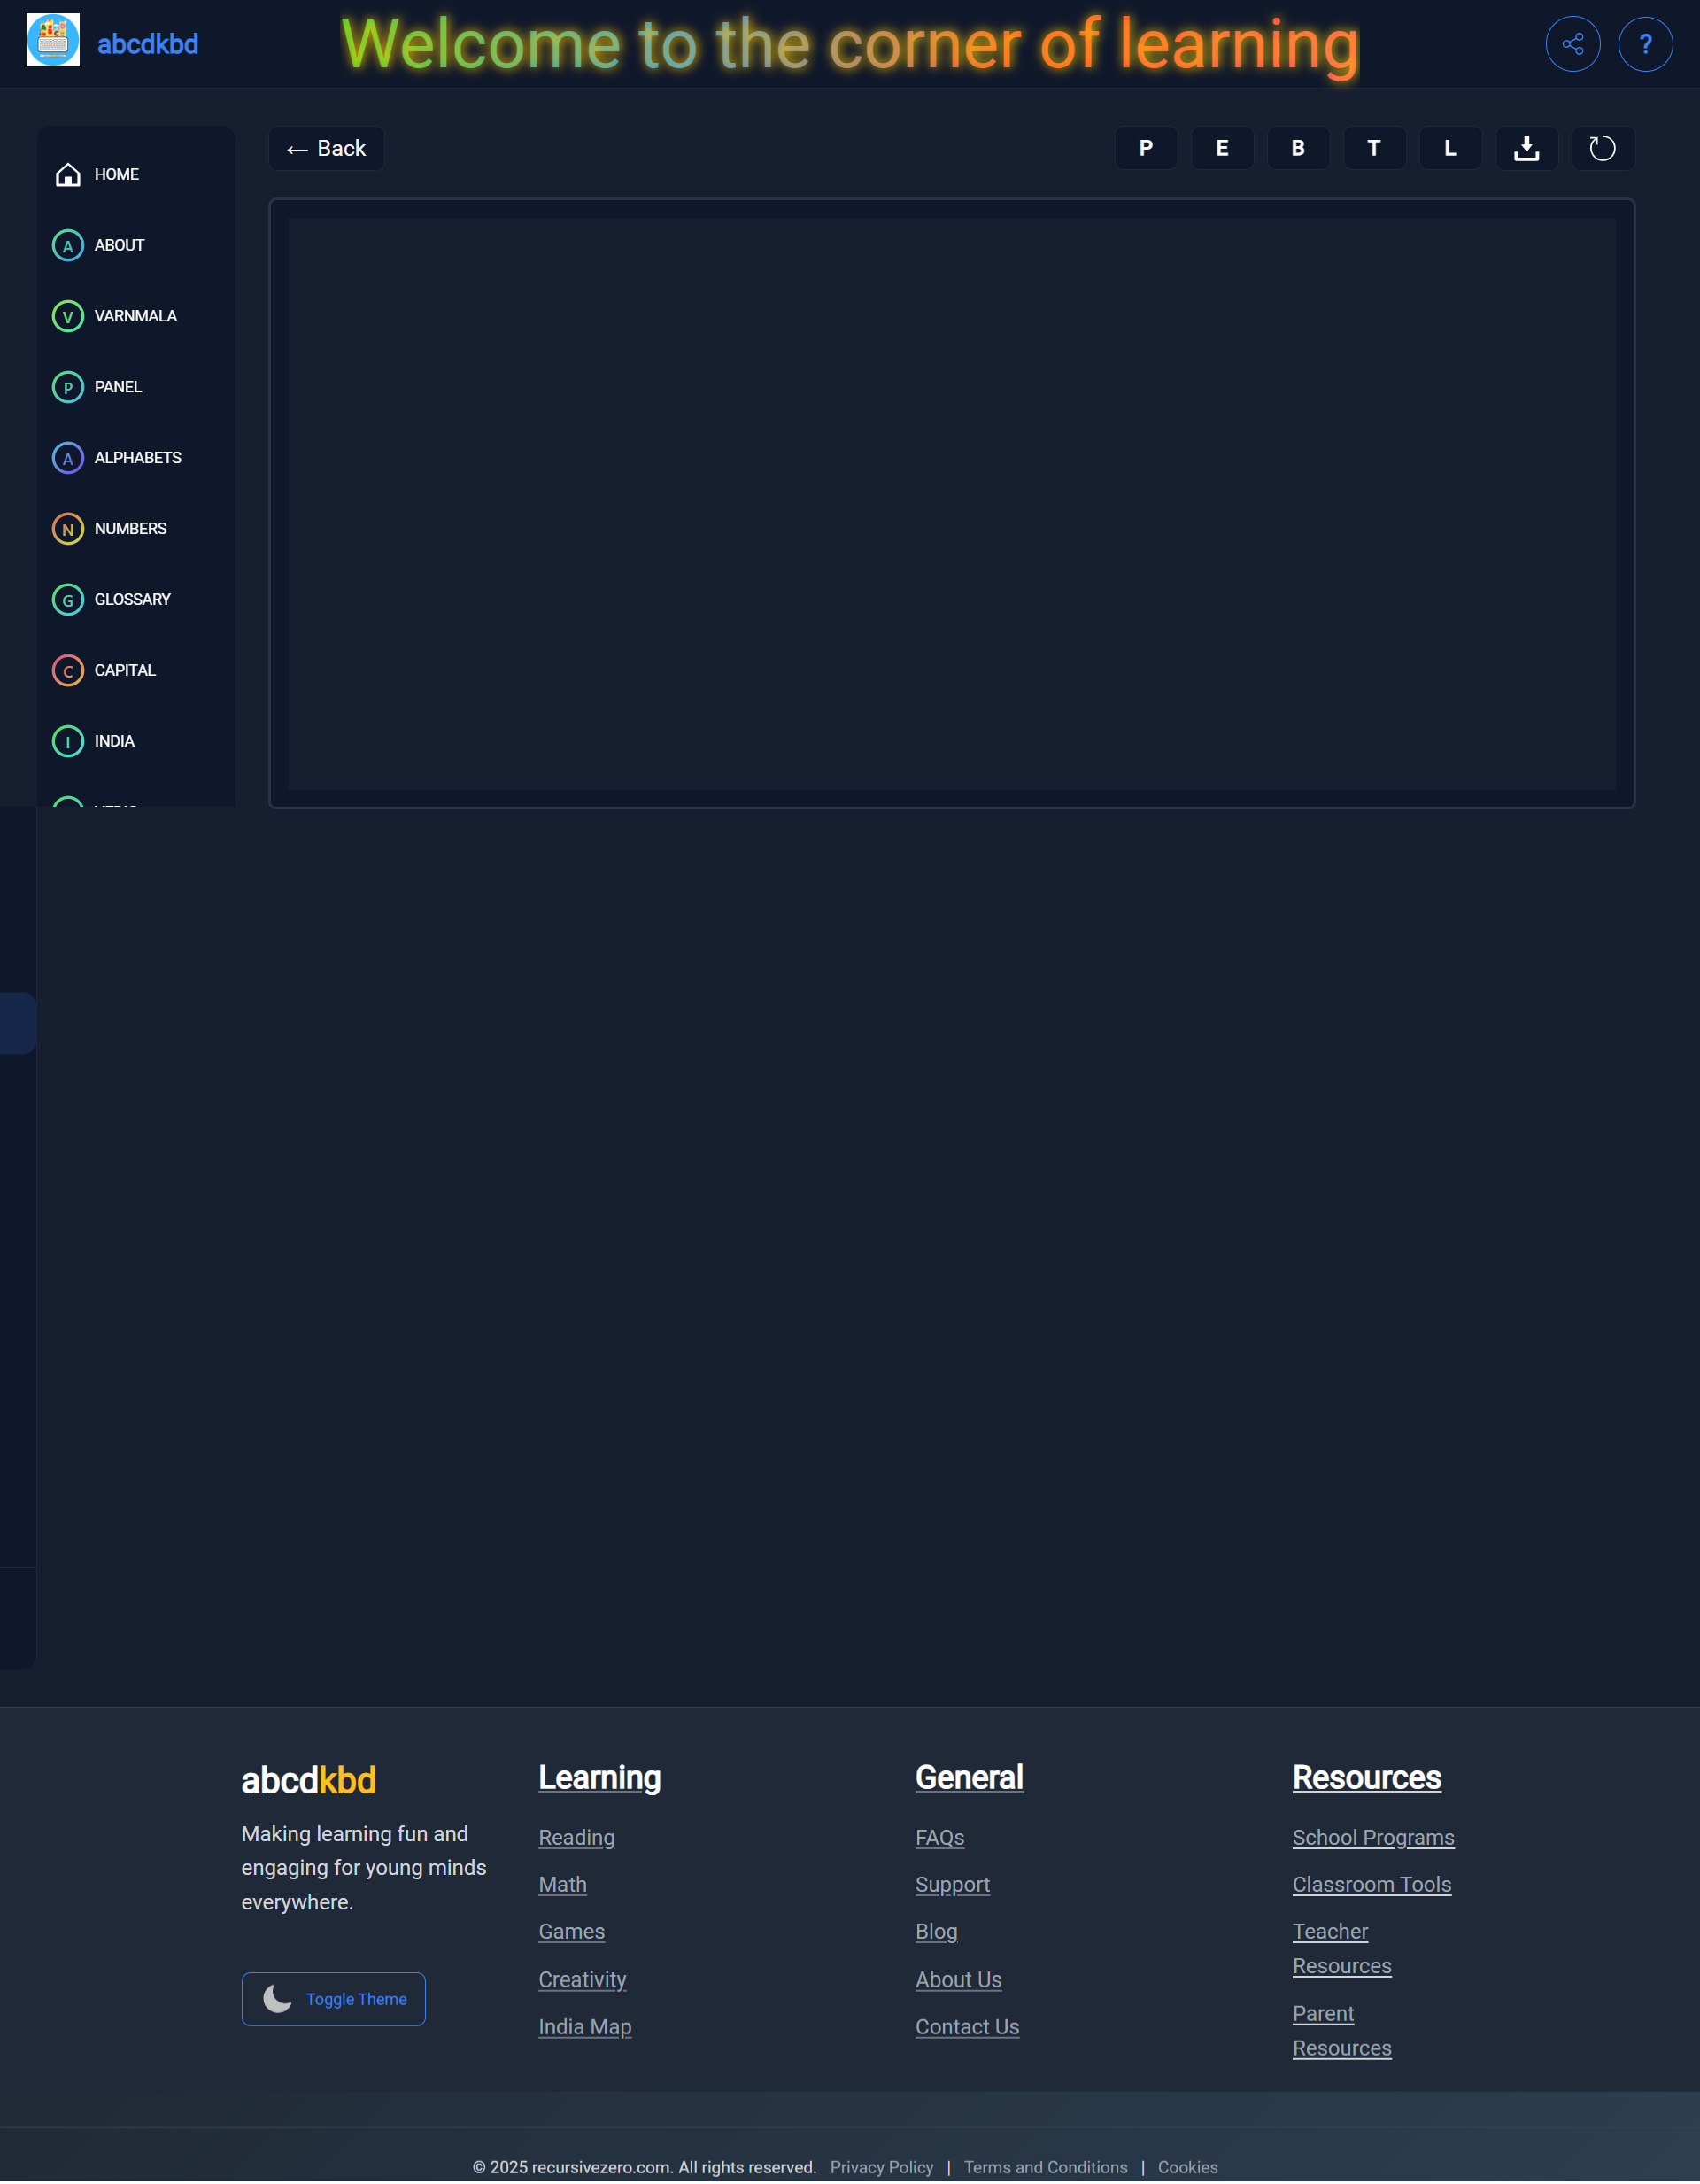 abcdkbd
Welcome to the corner of learning
?
HOME
A ABOUT
V VARNMALA
P PANEL
A ALPHABETS
N NUMBERS
G GLOSSARY
C CAPITAL
I INDIA
← Back
P E B T L
abcdkbd
Making learning fun and
engaging for young minds
everywhere.
Toggle Theme
Learning
Reading
Math
Games
Creativity
India Map
General
FAQs
Support
Blog
About Us
Contact Us
Resources
School Programs
Classroom Tools
Teacher
Resources
Parent
Resources
© 2025 recursivezero.com. All rights reserved. Privacy Policy | Terms and Conditions | Cookies